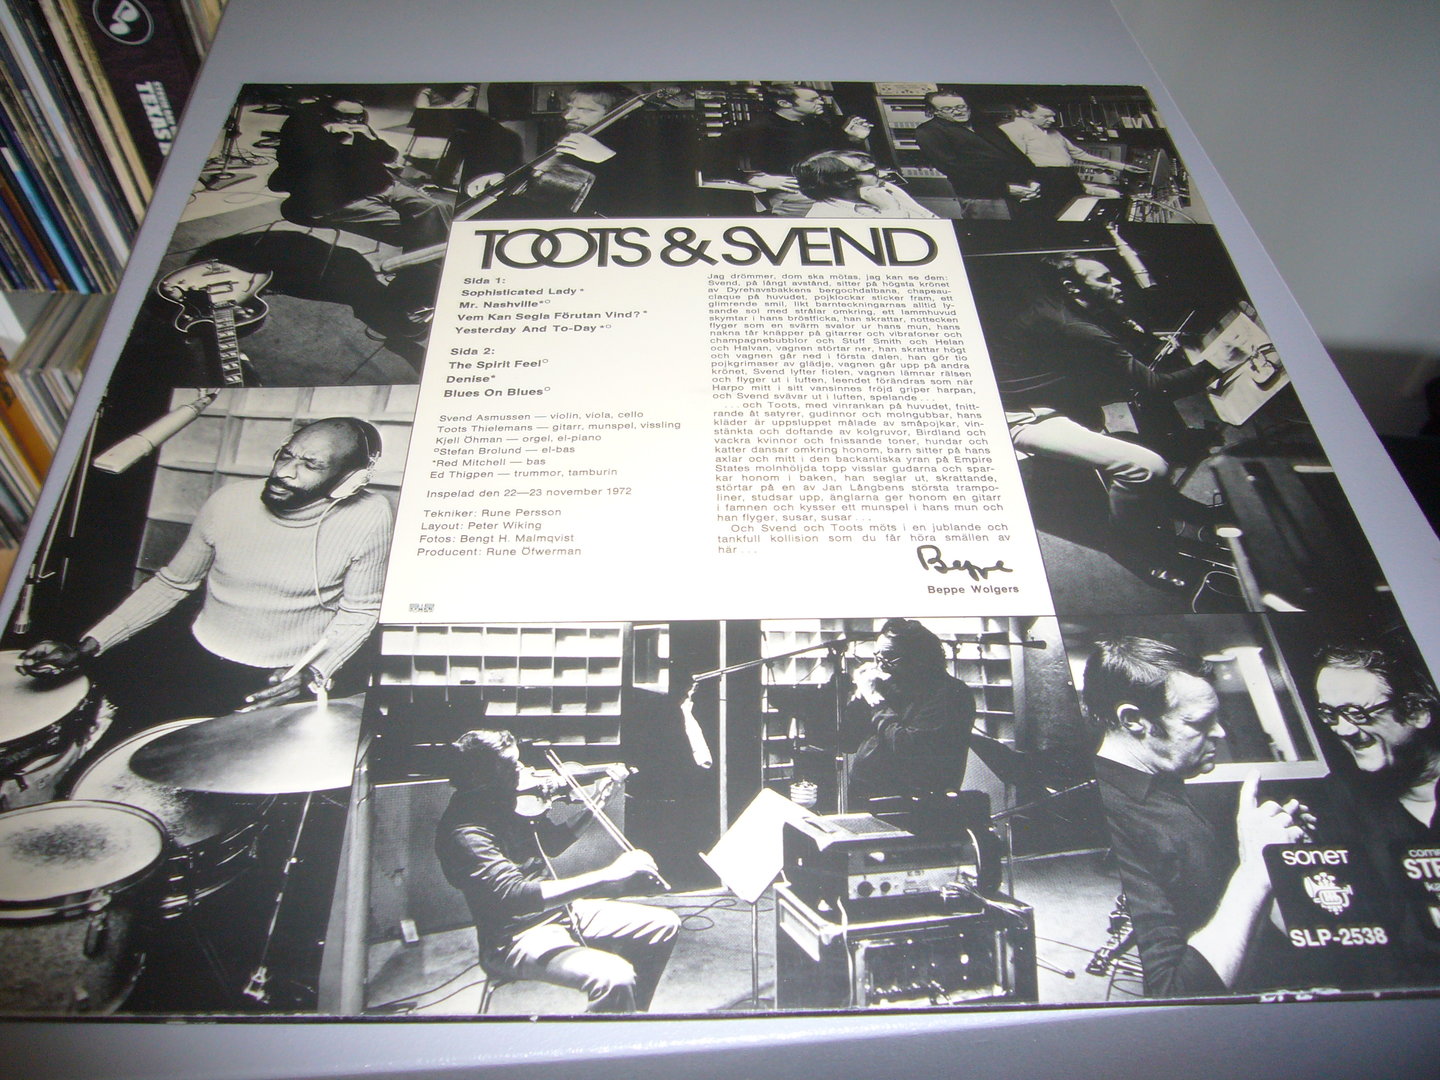 TEXAS
TOOTS & SVEND
Sida 1:
Sophisticated Lady*
Mr. Nashville*○
Vem Kan Segla Förutan Vind?*
Yesterday And To-Day*○
Sida 2:
The Spirit Feel○
Denise*
Blues On Blues○
Svend Asmussen — violin, viola, cello
Toots Thielemans — gitarr, munspel, vissling
Kjell Öhman — orgel, el-piano
○Stefan Brolund — el-bas
*Red Mitchell — bas
Ed Thigpen — trummor, tamburin
Inspelad den 22—23 november 1972
Tekniker: Rune Persson
Layout: Peter Wiking
Fotos: Bengt H. Malmqvist
Producent: Rune Öfwerman
Jag drömmer, dom ska mötas, jag kan se dem:
Svend, på långt avstånd, sitter på högsta krönet
av Dyrehavsbakkens bergochdalbana, chapeau-
claque på huvudet, pojklockar sticker fram, ett
glimrende smil, likt barnteckningarnas alltid ly-
sande sol med strålar omkring, ett lammhuvud
skymtar i hans bröstficka, han skrattar, nottecken
flyger som en svärm svalor ur hans mun, hans
nakna tår knäpper på gitarrer och vibrafoner och
champagnebubblor och Stuff Smith och Helan
och Halvan, vagnen störtar ner, han skrattar högt
och vagnen går ned i första dalen, han gör tio
pojkgrimaser av glädje, vagnen går upp på andra
krönet, Svend lyfter fiolen, vagnen lämnar rälsen
och flyger ut i luften, leendet förändras som när
Harpo mitt i sitt vansinnes fröjd griper harpan,
och Svend svävar ut i luften, spelande ...
... och Toots, med vinrankan på huvudet, fnitt-
rande åt satyrer, gudinnor och molngubbar, hans
kläder är uppsluppet målade av småpojkar, vin-
stänkta och doftande av kolgruvor, Birdland och
vackra kvinnor och fnissande toner, hundar och
katter dansar omkring honom, barn sitter på hans
axlar och mitt i den backantiska yran på Empire
States molnhöljda topp visslar gudarna och spar-
kar honom i baken, han seglar ut, skrattande,
störtar på en av Jan Långbens största trampo-
liner, studsar upp, änglarna ger honom en gitarr
i famnen och kysser ett munspel i hans mun och
han flyger, susar, susar ...
Och Svend och Toots möts i en jublande och
tankfull kollision som du får höra smällen av
här ...
Beppe
Beppe Wolgers
sonet
SLP-2538